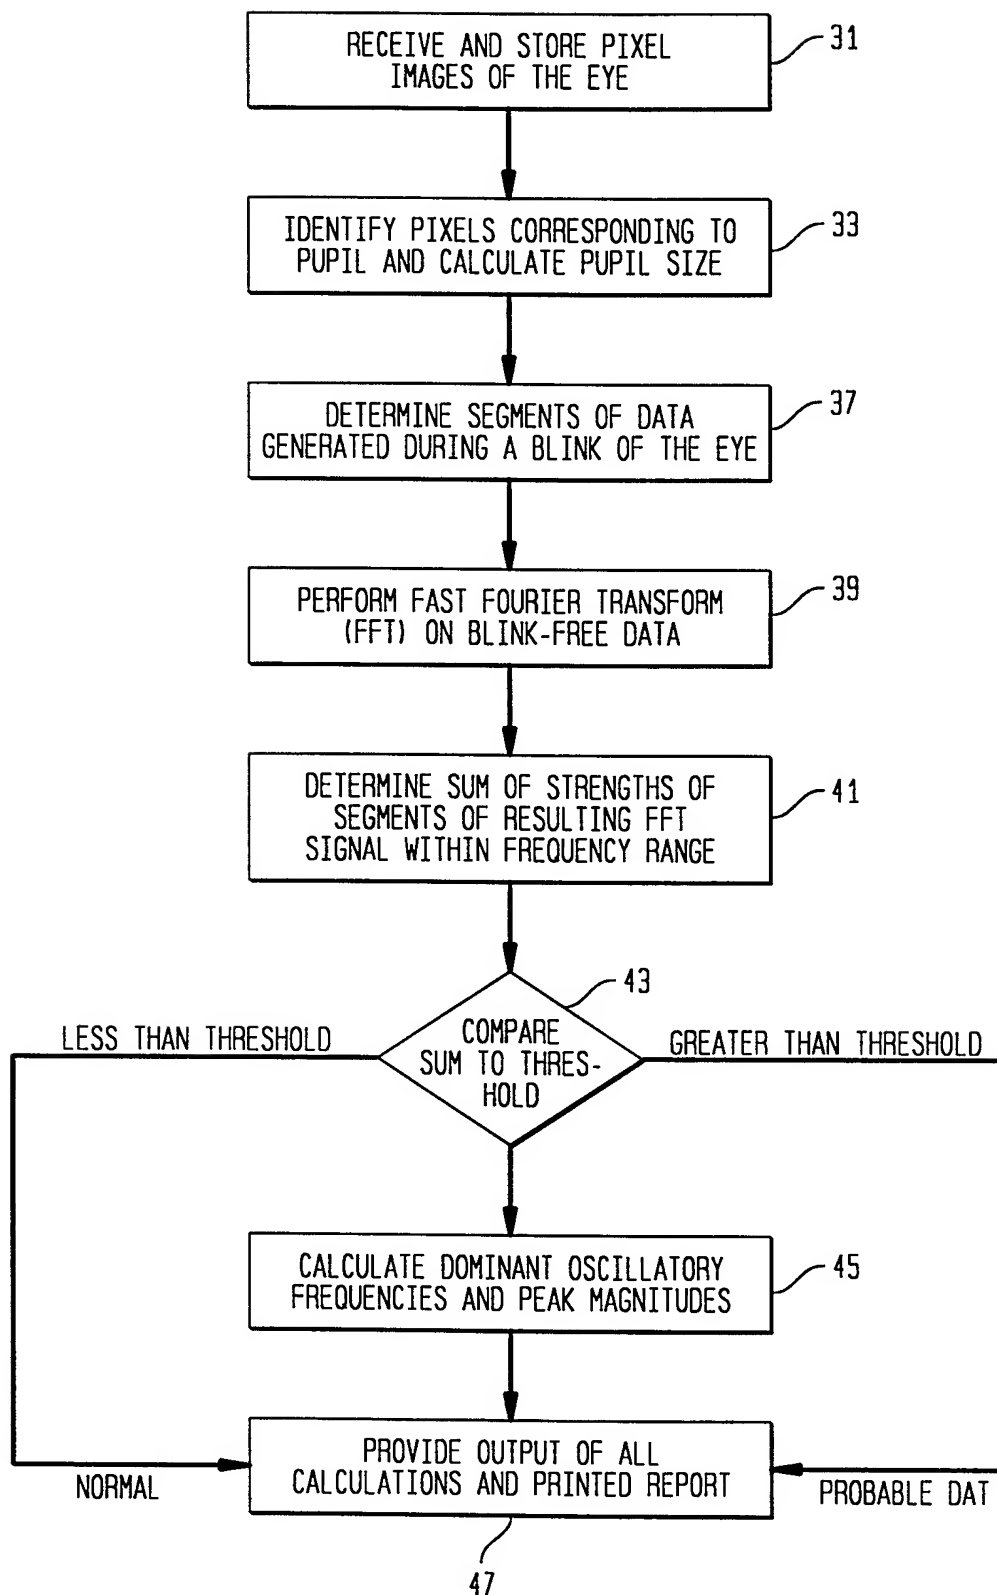 RECEIVE AND STORE PIXEL
IMAGES OF THE EYE
31
IDENTIFY PIXELS CORRESPONDING TO
PUPIL AND CALCULATE PUPIL SIZE
33
DETERMINE SEGMENTS OF DATA
GENERATED DURING A BLINK OF THE EYE
37
PERFORM FAST FOURIER TRANSFORM
(FFT) ON BLINK-FREE DATA
39
DETERMINE SUM OF STRENGTHS OF
SEGMENTS OF RESULTING FFT
SIGNAL WITHIN FREQUENCY RANGE
41
43
LESS THAN THRESHOLD
COMPARE
SUM TO THRES-
HOLD
GREATER THAN THRESHOLD
CALCULATE DOMINANT OSCILLATORY
FREQUENCIES AND PEAK MAGNITUDES
45
PROVIDE OUTPUT OF ALL
CALCULATIONS AND PRINTED REPORT
NORMAL
PROBABLE DAT
47